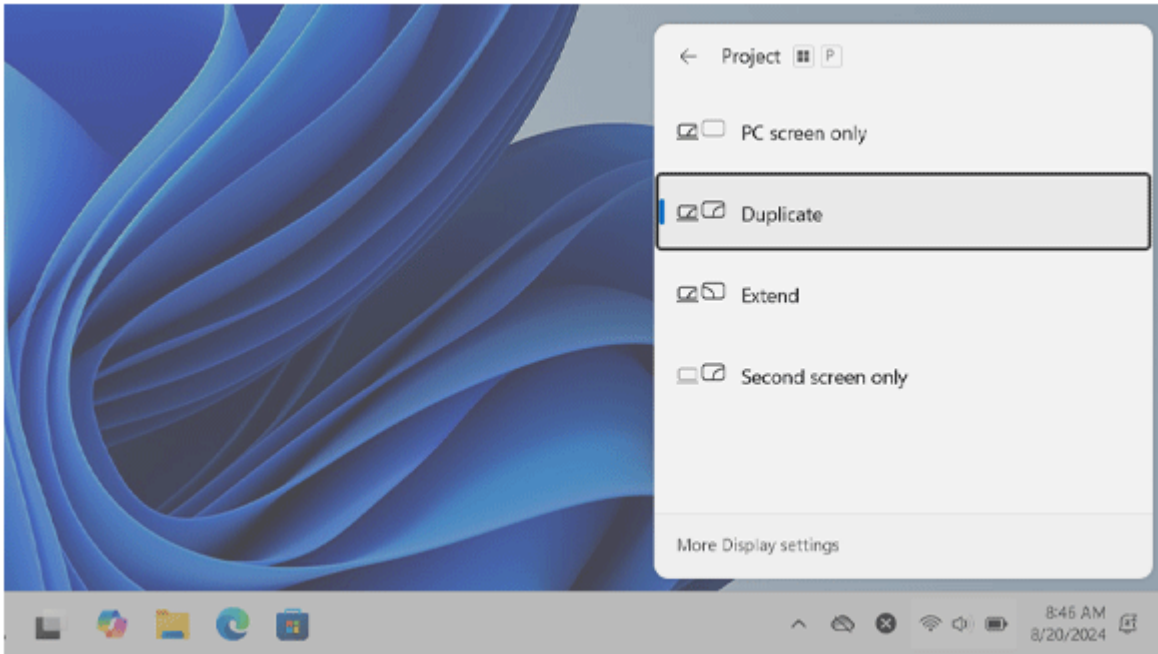 Project P
PC screen only
Duplicate
Extend
Second screen only
More Display settings
8:46 AM
8/20/2024